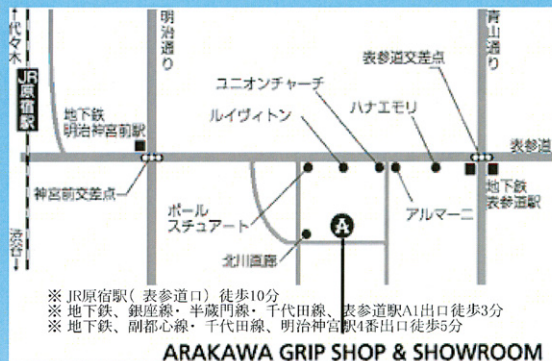 ↑代々木
JR原宿駅
渋谷↓
明治通り
青山通り
表参道交差点
ユニオンチャーチ
地下鉄
明治神宮前駅
ルイヴィトン
ハナエモリ
表参道
神宮前交差点
ポール
スチュアート
アルマーニ
地下鉄
表参道駅
北川画廊
A
※ JR原宿駅( 表参道口) 徒歩10分
※ 地下鉄、銀座線・半蔵門線・千代田線、表参道駅A1出口徒歩3分
※ 地下鉄、副都心線・千代田線、明治神宮駅4番出口徒歩5分
ARAKAWA GRIP SHOP & SHOWROOM